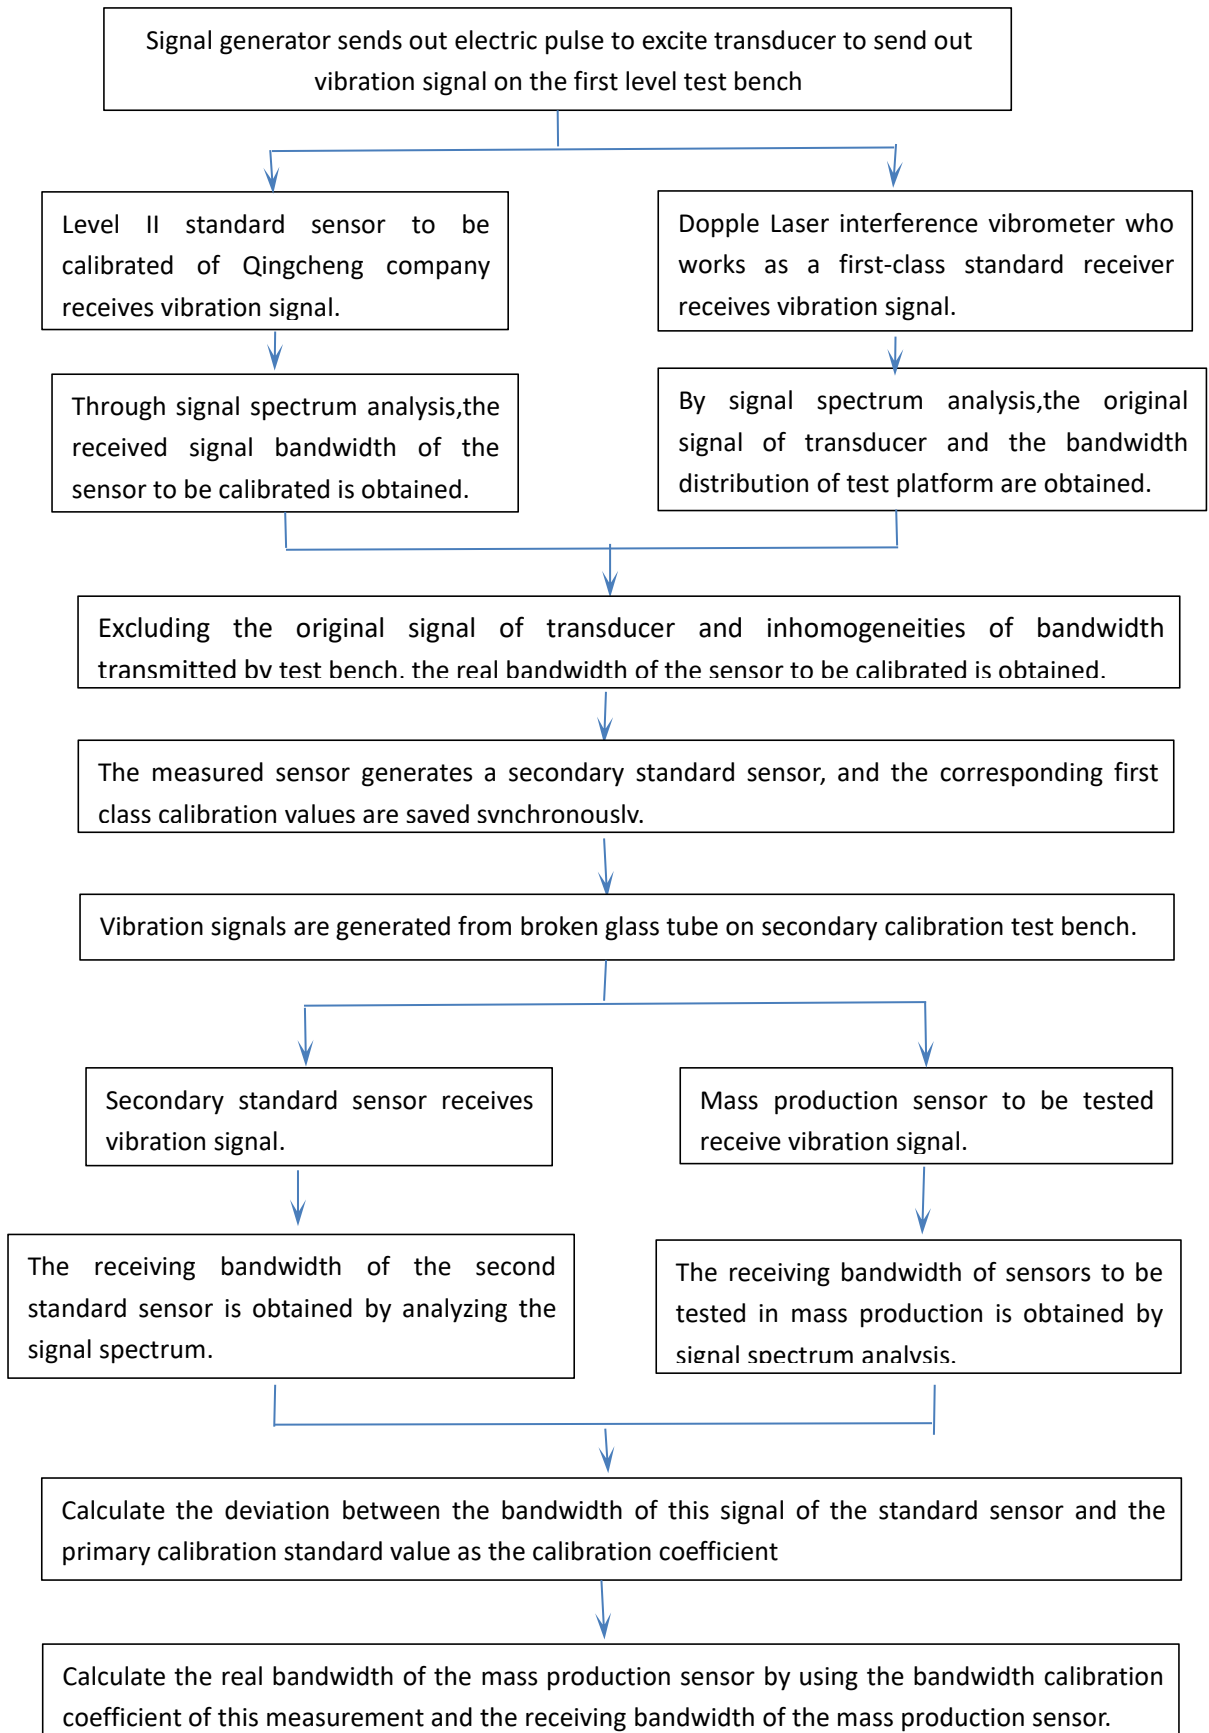 Signal generator sends out electric pulse to excite transducer to send out
vibration signal on the first level test bench
Level II standard sensor to be
calibrated of Qingcheng company
receives vibration signal.
Dopple Laser interference vibrometer who
works as a first-class standard receiver
receives vibration signal.
Through signal spectrum analysis,the
received signal bandwidth of the
sensor to be calibrated is obtained.
By signal spectrum analysis,the original
signal of transducer and the bandwidth
distribution of test platform are obtained.
Excluding the original signal of transducer and inhomogeneities of bandwidth
transmitted by test bench, the real bandwidth of the sensor to be calibrated is obtained.
The measured sensor generates a secondary standard sensor, and the corresponding first
class calibration values are saved synchronously.
Vibration signals are generated from broken glass tube on secondary calibration test bench.
Secondary standard sensor receives
vibration signal.
Mass production sensor to be tested
receive vibration signal.
The receiving bandwidth of the second
standard sensor is obtained by analyzing the
signal spectrum.
The receiving bandwidth of sensors to be
tested in mass production is obtained by
signal spectrum analysis.
Calculate the deviation between the bandwidth of this signal of the standard sensor and the
primary calibration standard value as the calibration coefficient
Calculate the real bandwidth of the mass production sensor by using the bandwidth calibration
coefficient of this measurement and the receiving bandwidth of the mass production sensor.